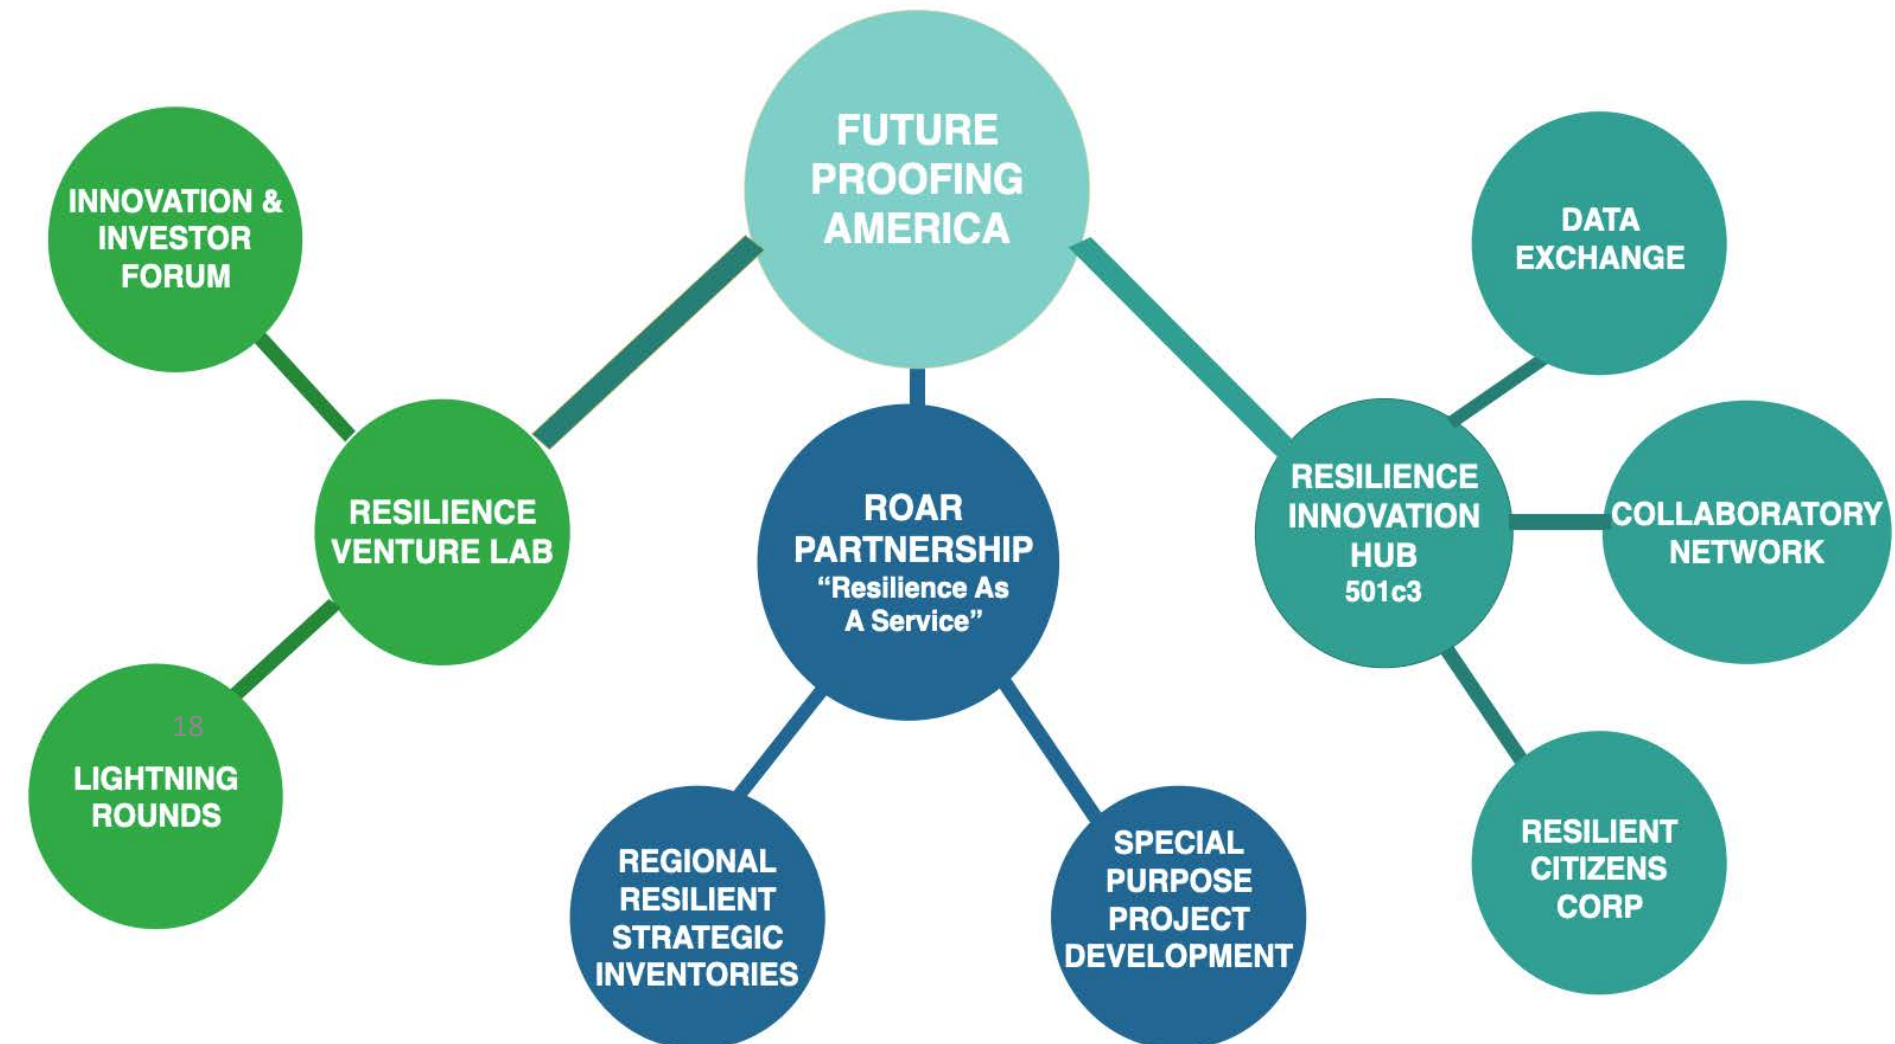 FUTURE
PROOFING
AMERICA
INNOVATION &
INVESTOR
FORUM
RESILIENCE
VENTURE LAB
18
LIGHTNING
ROUNDS
ROAR
PARTNERSHIP
“Resilience As
A Service”
REGIONAL
RESILIENT
STRATEGIC
INVENTORIES
SPECIAL
PURPOSE
PROJECT
DEVELOPMENT
RESILIENCE
INNOVATION
HUB
501c3
DATA
EXCHANGE
COLLABORATORY
NETWORK
RESILIENT
CITIZENS
CORP